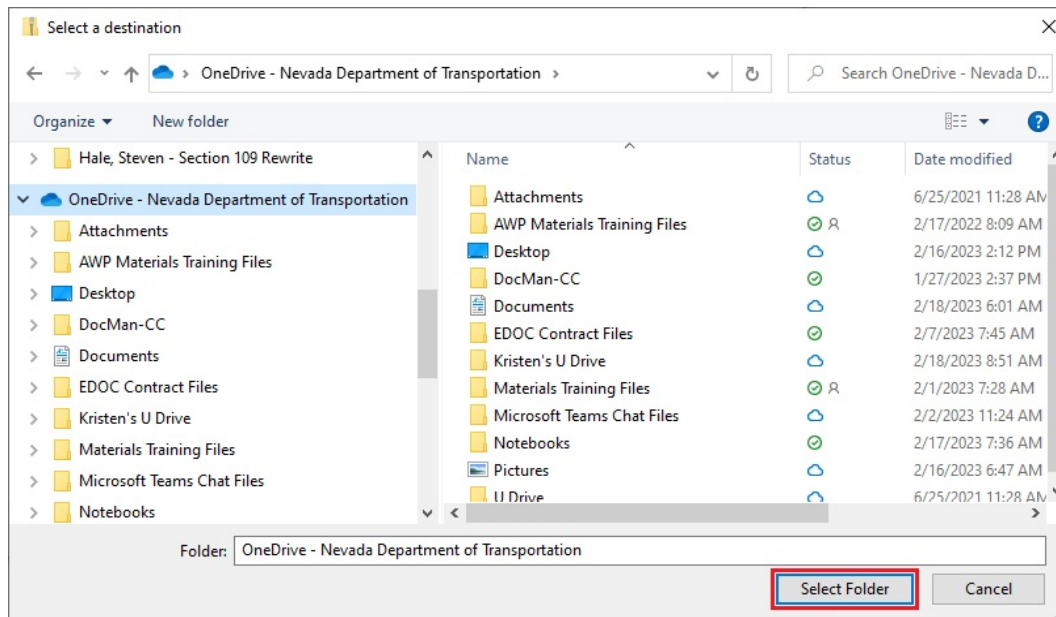 Select a destination
OneDrive - Nevada Department of Transportation
Search OneDrive - Nevada D...
Organize
New folder
Hale, Steven - Section 109 Rewrite
OneDrive - Nevada Department of Transportation
Attachments
AWP Materials Training Files
Desktop
DocMan-CC
Documents
EDOC Contract Files
Kristen's U Drive
Materials Training Files
Microsoft Teams Chat Files
Notebooks
Name Status Date modified
Attachments 6/25/2021 11:28 AM
AWP Materials Training Files 2/17/2022 8:09 AM
Desktop 2/16/2023 2:12 PM
DocMan-CC 1/27/2023 2:37 PM
Documents 2/18/2023 6:01 AM
EDOC Contract Files 2/7/2023 7:45 AM
Kristen's U Drive 2/18/2023 8:51 AM
Materials Training Files 2/1/2023 7:28 AM
Microsoft Teams Chat Files 2/2/2023 11:24 AM
Notebooks 2/17/2023 7:36 AM
Pictures 2/16/2023 6:47 AM
U Drive 6/25/2021 11:28 AM
Folder: OneDrive - Nevada Department of Transportation
Select Folder
Cancel